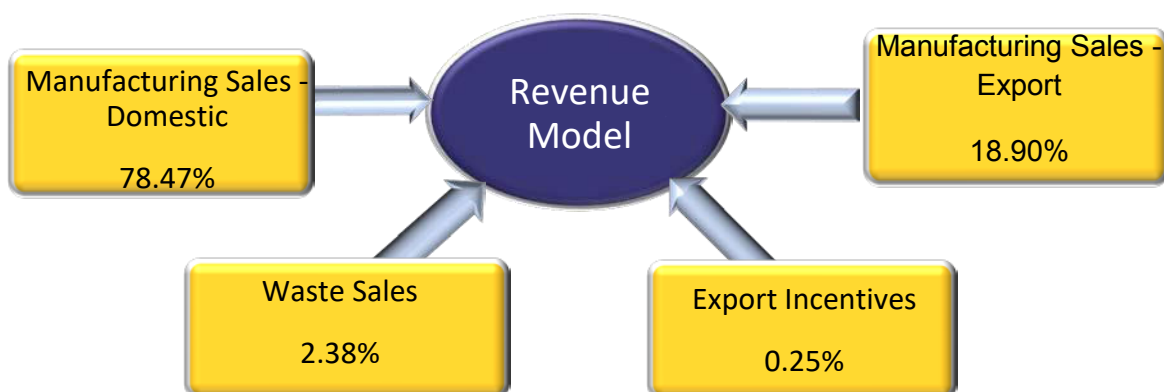 Manufacturing Sales -
Domestic
78.47%
Revenue
Model
Manufacturing Sales -
Export
18.90%
Waste Sales
2.38%
Export Incentives
0.25%